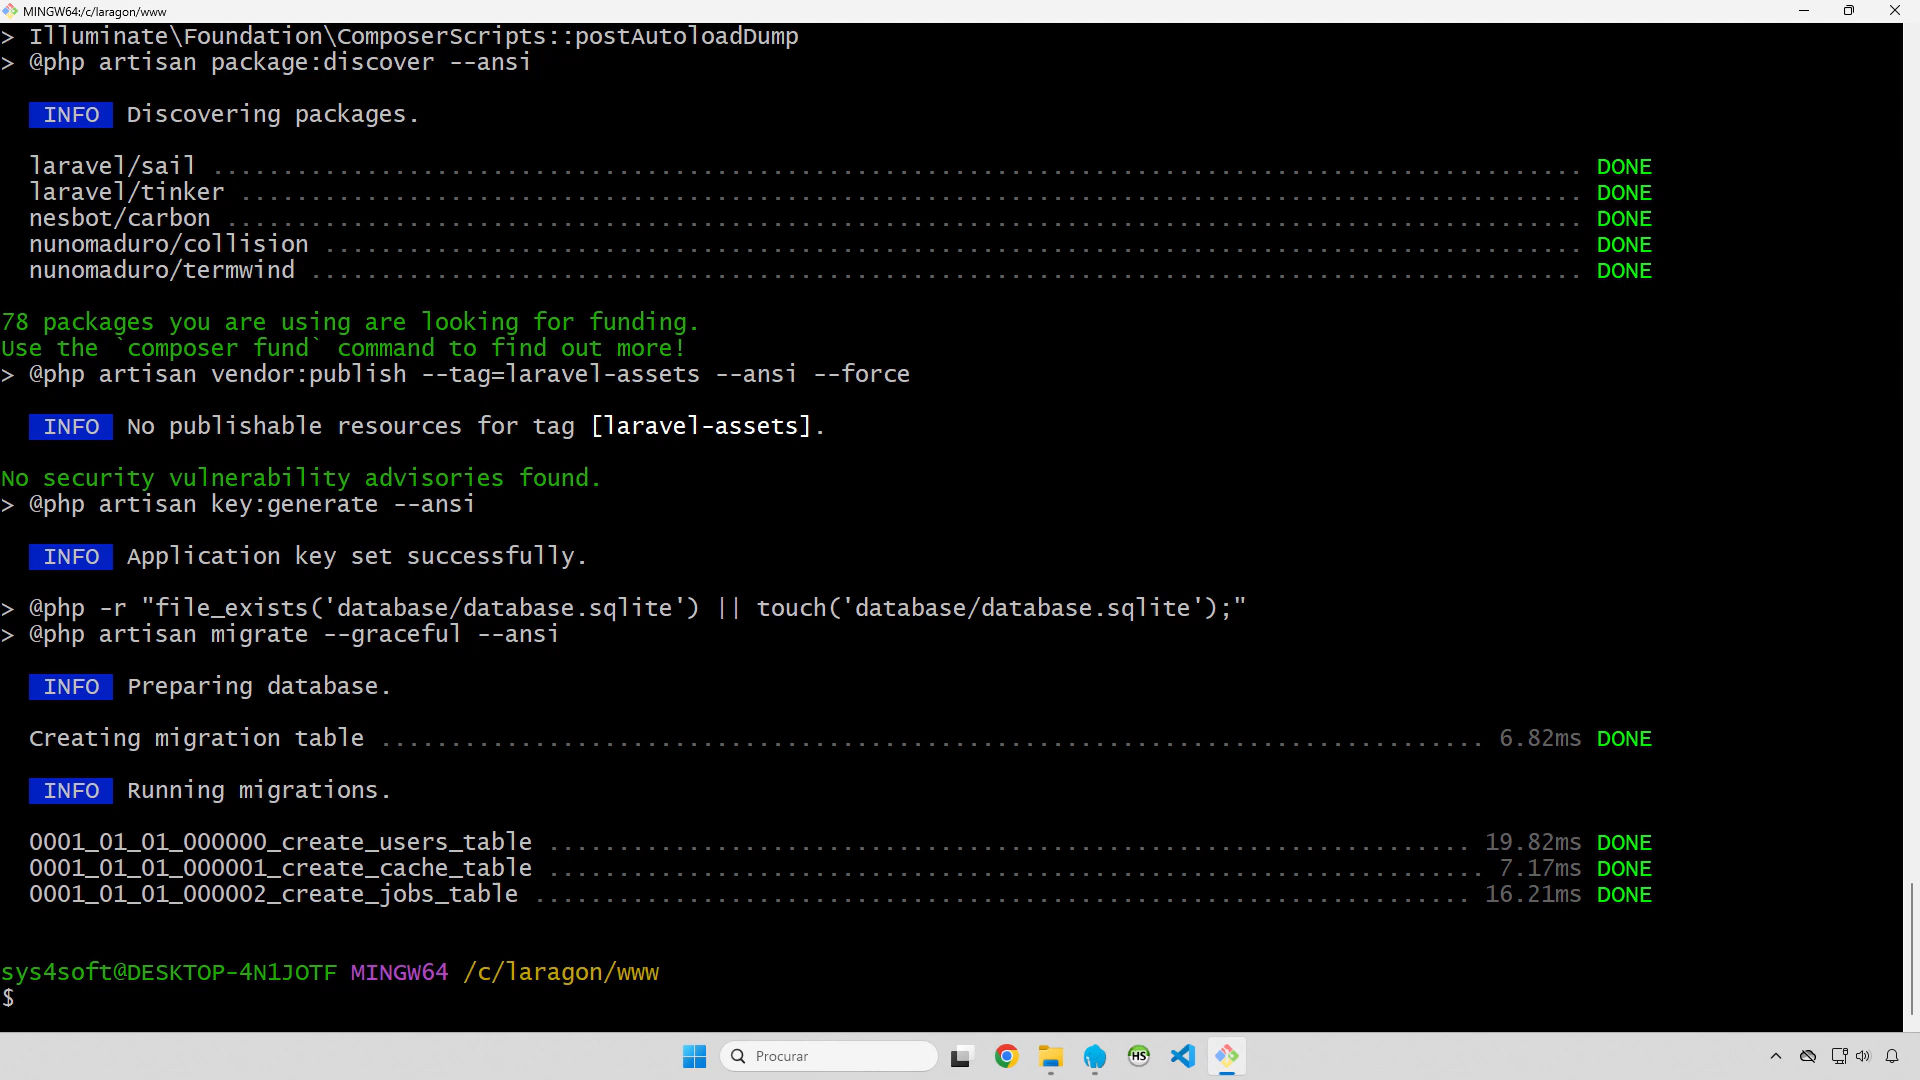 MINGW64:/c/laragon/www
> Illuminate\Foundation\ComposerScripts::postAutoloadDump
> @php artisan package:discover --ansi
INFO Discovering packages.
laravel/sail .................................................................................................. DONE
laravel/tinker ................................................................................................ DONE
nesbot/carbon ................................................................................................. DONE
nunomaduro/collision .......................................................................................... DONE
nunomaduro/termwind ........................................................................................... DONE
78 packages you are using are looking for funding.
Use the `composer fund` command to find out more!
> @php artisan vendor:publish --tag=laravel-assets --ansi --force
INFO No publishable resources for tag [laravel-assets].
No security vulnerability advisories found.
> @php artisan key:generate --ansi
INFO Application key set successfully.
> @php -r "file_exists('database/database.sqlite') || touch('database/database.sqlite');"
> @php artisan migrate --graceful --ansi
INFO Preparing database.
Creating migration table ............................................................................... 6.82ms DONE
INFO Running migrations.
0001_01_01_000000_create_users_table .................................................................. 19.82ms DONE
0001_01_01_000001_create_cache_table ................................................................... 7.17ms DONE
0001_01_01_000002_create_jobs_table ................................................................... 16.21ms DONE
sys4soft@DESKTOP-4N1JOTF MINGW64 /c/laragon/www
$
Procurar
HS